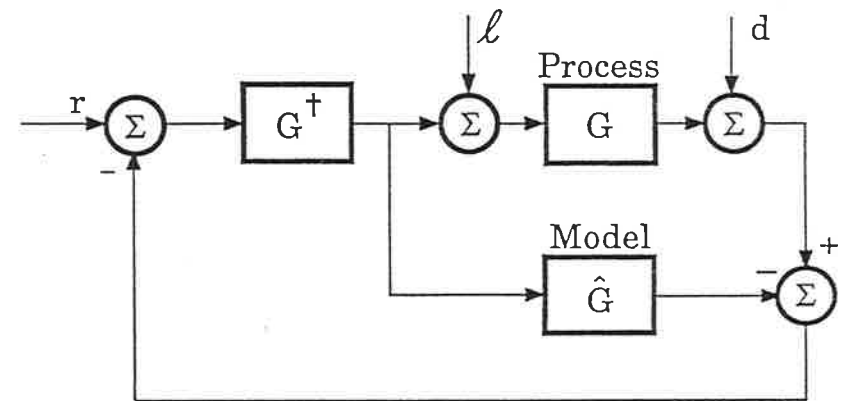 ℓ
d
Process
r
Σ
G†
Σ
G
Σ
-
Model
+
-
Ĝ
Σ